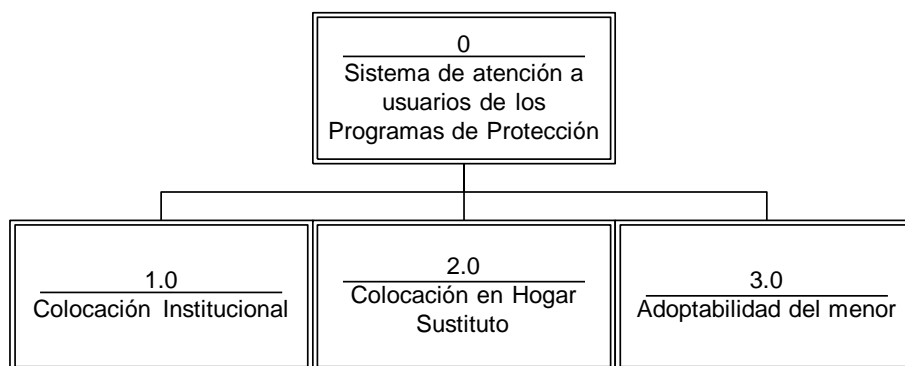 0
Sistema de atención a
usuarios de los
Programas de Protección
1.0
Colocación Institucional
2.0
Colocación en Hogar
Sustituto
3.0
Adoptabilidad del menor